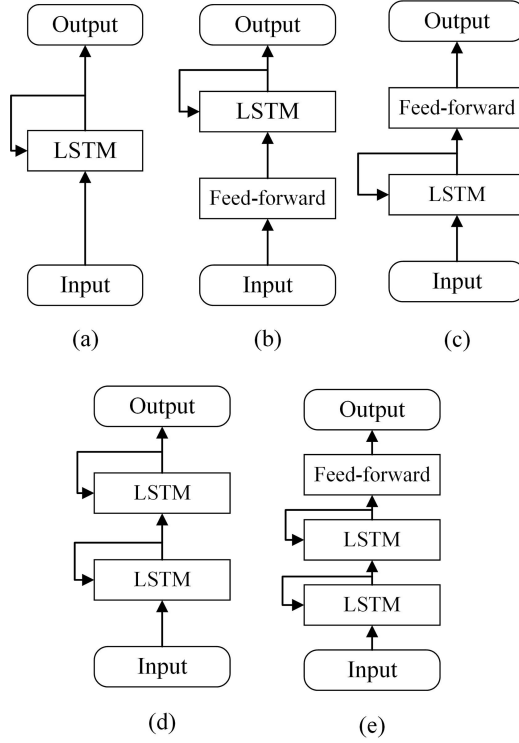 Output
LSTM
Input
(a)
Output
LSTM
Feed-forward
Input
(b)
Output
Feed-forward
LSTM
Input
(c)
Output
LSTM
LSTM
Input
(d)
Output
Feed-forward
LSTM
LSTM
Input
(e)